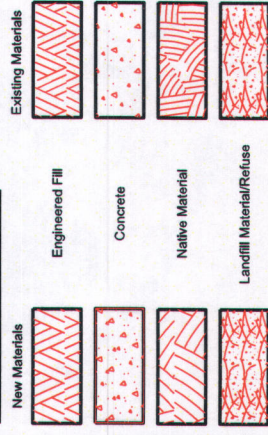 New Materials
Existing Materials
Engineered Fill
Concrete
Native Material
Landfill Material/Refuse